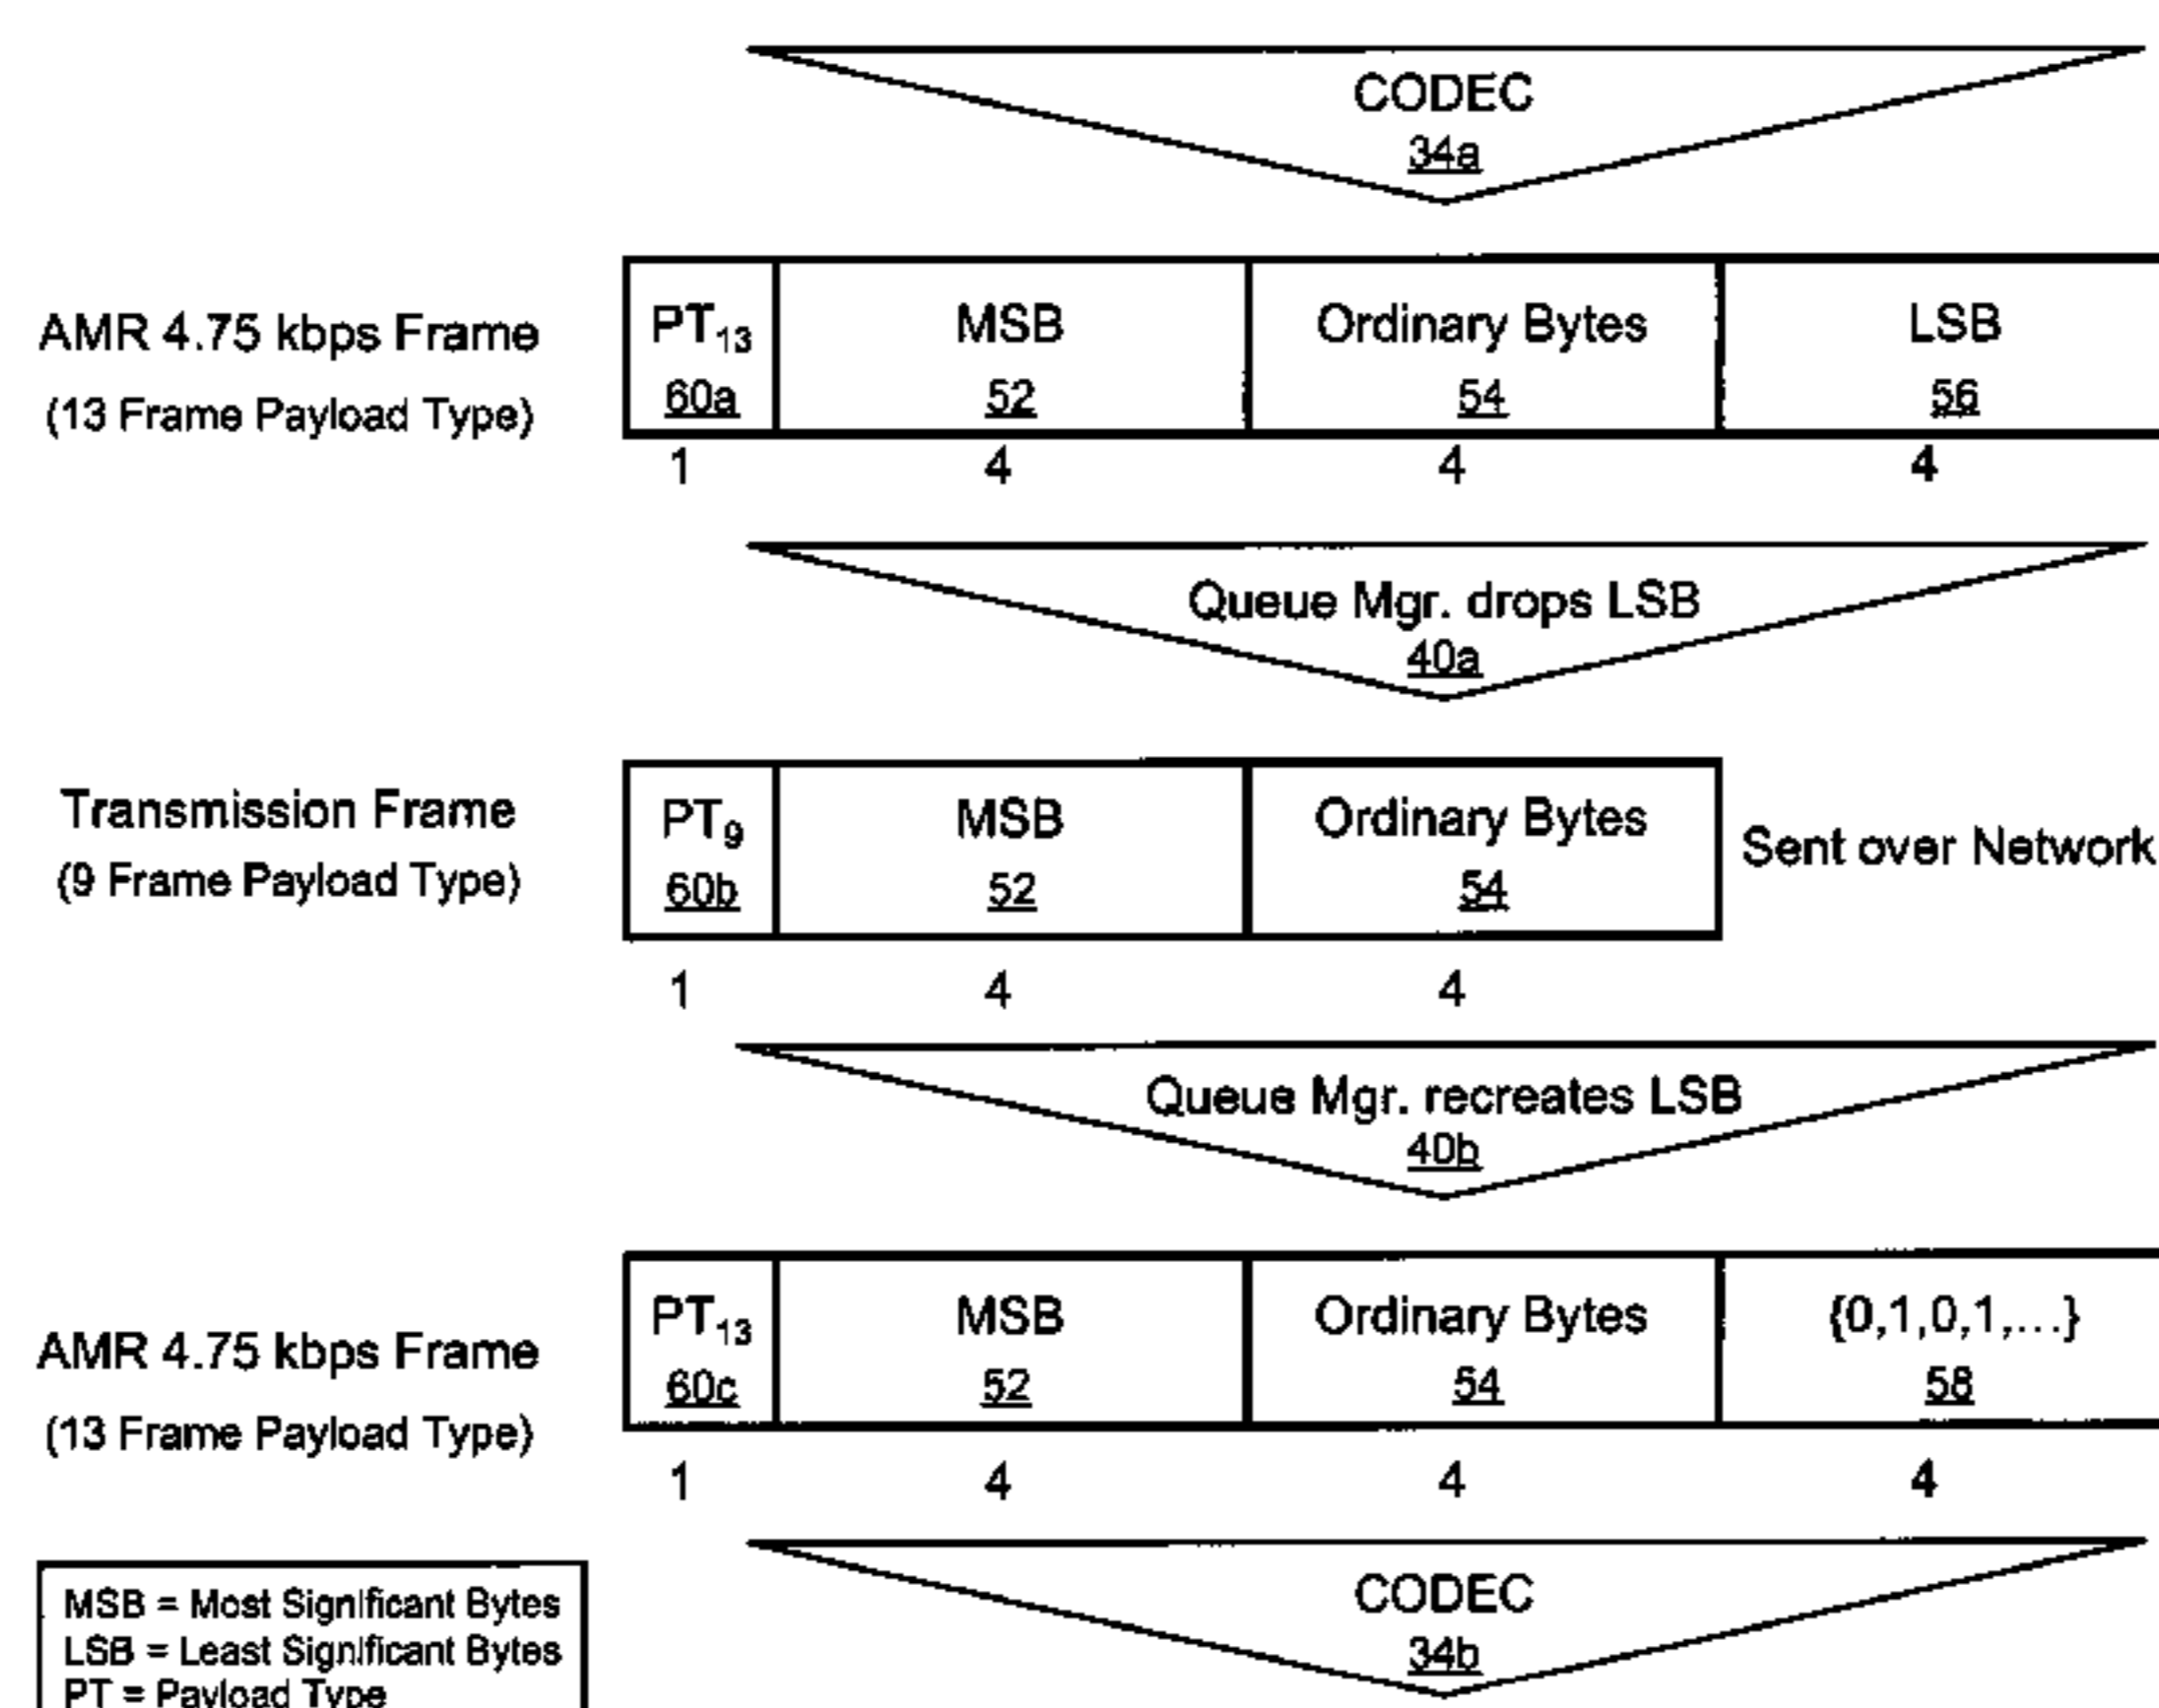 CODEC
34a
AMR 4.75 kbps Frame
(13 Frame Payload Type)
PT13 MSB Ordinary Bytes LSB
60a 52 54 56
1 4 4 4
Queue Mgr. drops LSB
40a
Transmission Frame
(9 Frame Payload Type)
PT9 MSB Ordinary Bytes
60b 52 54
Sent over Network
1 4 4
Queue Mgr. recreates LSB
40b
AMR 4.75 kbps Frame
(13 Frame Payload Type)
PT13 MSB Ordinary Bytes {0,1,0,1,...}
60c 52 54 58
1 4 4 4
CODEC
34b
MSB = Most Significant Bytes
LSB = Least Significant Bytes
PT = Payload Type